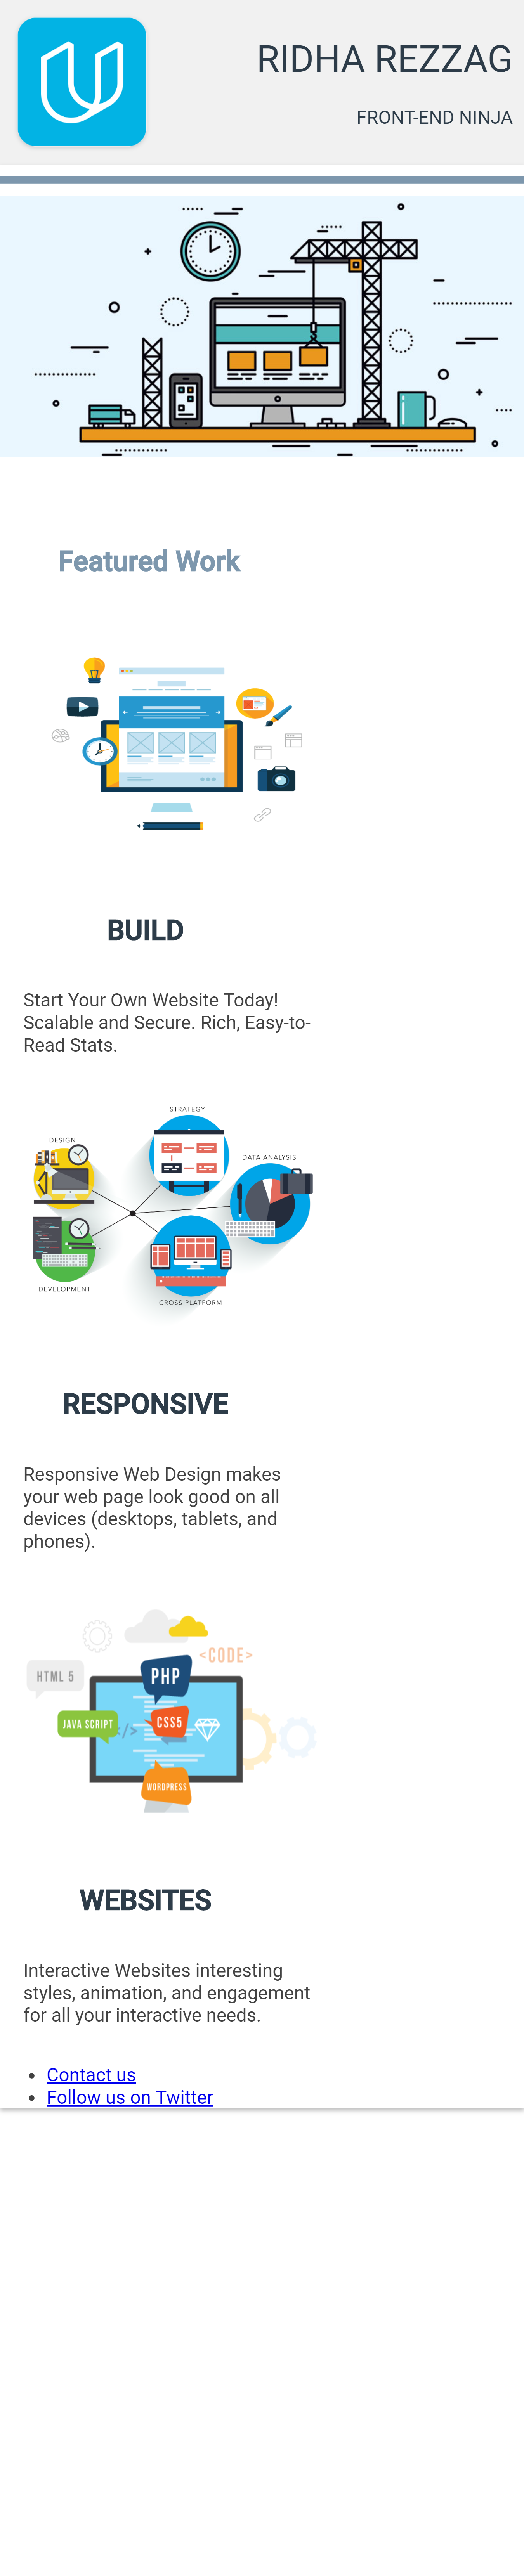 RIDHA REZZAG
FRONT-END NINJA
Featured Work
BUILD
Start Your Own Website Today!
Scalable and Secure. Rich, Easy-to-
Read Stats.
STRATEGY
DESIGN
DATA ANALYSIS
DEVELOPMENT
CROSS PLATFORM
RESPONSIVE
Responsive Web Design makes
your web page look good on all
devices (desktops, tablets, and
phones).
<CODE>
HTML 5
PHP
JAVA SCRIPT
</>
CSS5
WORDPRESS
WEBSITES
Interactive Websites interesting
styles, animation, and engagement
for all your interactive needs.
• Contact us
• Follow us on Twitter